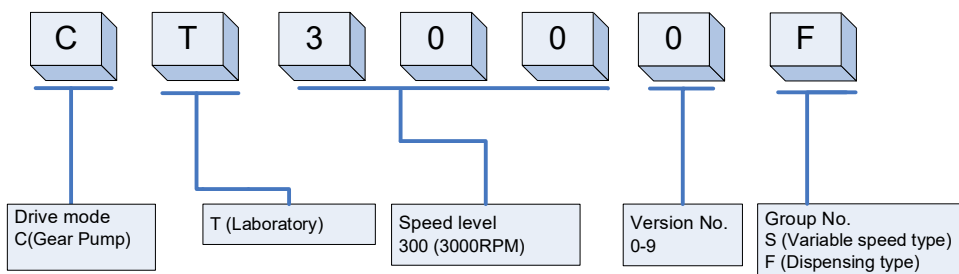 C T 3 0 0 0 F
Drive mode
C(Gear Pump)
T (Laboratory)
Speed level
300 (3000RPM)
Version No.
0-9
Group No.
S (Variable speed type)
F (Dispensing type)